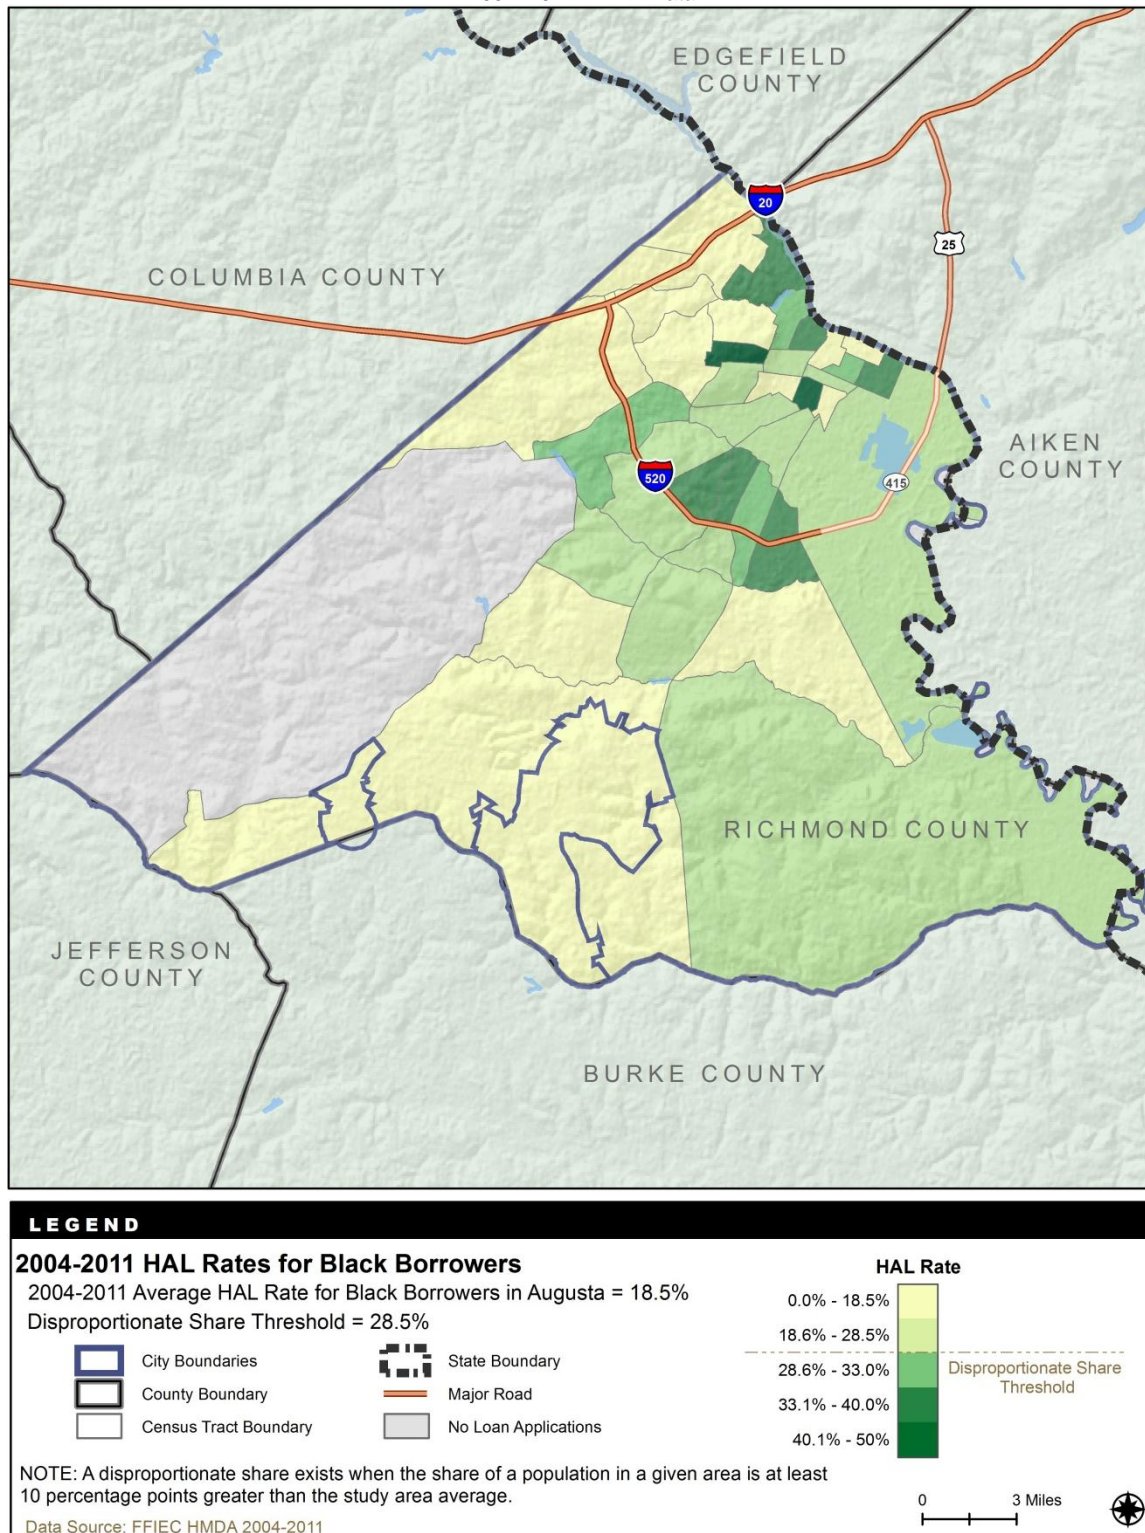 EDGEFIELD
COUNTY
20
25
COLUMBIA COUNTY
AIKEN
COUNTY
415
520
RICHMOND COUNTY
JEFFERSON
COUNTY
BURKE COUNTY
LEGEND
2004-2011 HAL Rates for Black Borrowers
2004-2011 Average HAL Rate for Black Borrowers in Augusta = 18.5%
Disproportionate Share Threshold = 28.5%
City Boundaries
State Boundary
County Boundary
Major Road
Census Tract Boundary
No Loan Applications
HAL Rate
0.0% - 18.5%
18.6% - 28.5%
28.6% - 33.0%
33.1% - 40.0%
40.1% - 50%
Disproportionate Share
Threshold
NOTE: A disproportionate share exists when the share of a population in a given area is at least
10 percentage points greater than the study area average.
Data Source: FFIEC HMDA 2004-2011
0 3 Miles